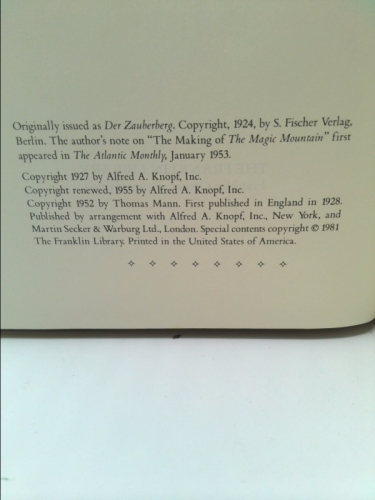 Originally issued as Der Zauberberg. Copyright, 1924, by S. Fischer Verlag,
Berlin. The author's note on "The Making of The Magic Mountain" first
appeared in The Atlantic Monthly, January 1953.
Copyright 1927 by Alfred A. Knopf, Inc.
Copyright renewed, 1955 by Alfred A. Knopf, Inc.
Copyright 1952 by Thomas Mann. First published in England in 1928.
Published by arrangement with Alfred A. Knopf, Inc., New York, and
Martin Secker & Warburg Ltd., London. Special contents copyright © 1981
The Franklin Library. Printed in the United States of America.